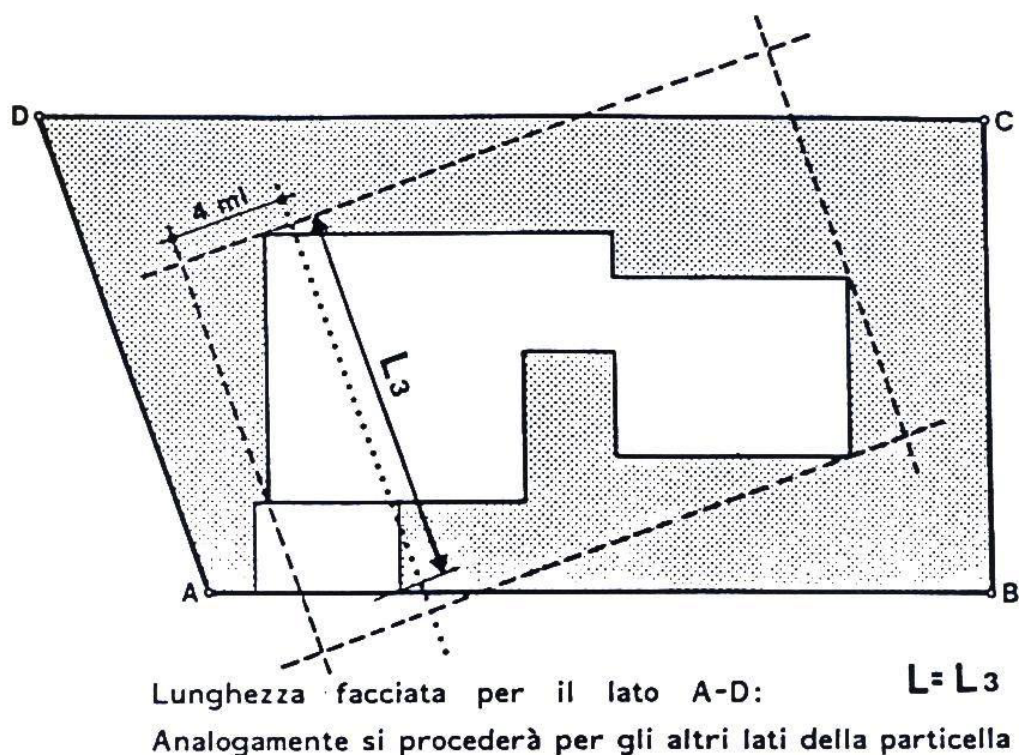 D
C
4 ml
L3
A
B
Lunghezza facciata per il lato A-D: L= L3
Analogamente si procederà per gli altri lati della particella